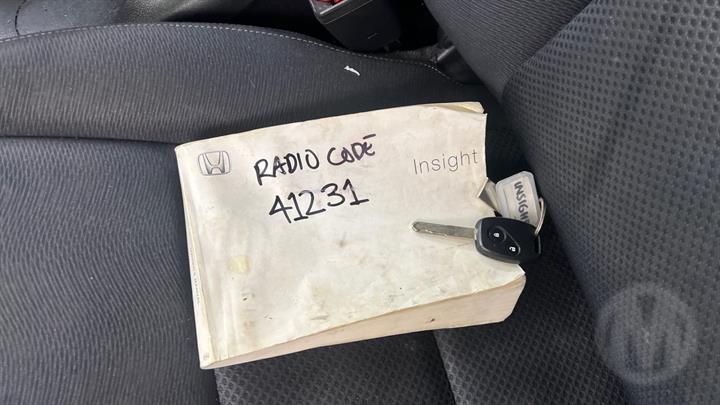 RADIO CODE
41231
Insight
INSIGHT